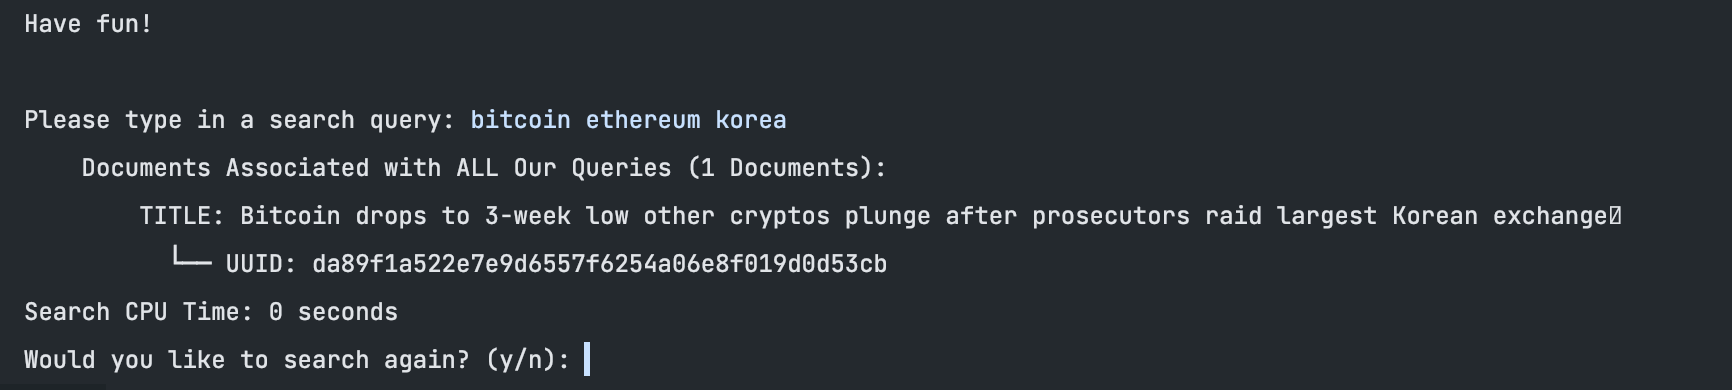 Have fun!
Please type in a search query: bitcoin ethereum korea
Documents Associated with ALL Our Queries (1 Documents):
TITLE: Bitcoin drops to 3-week low other cryptos plunge after prosecutors raid largest Korean exchange
└── UUID: da89f1a522e7e9d6557f6254a06e8f019d0d53cb
Search CPU Time: 0 seconds
Would you like to search again? (y/n):